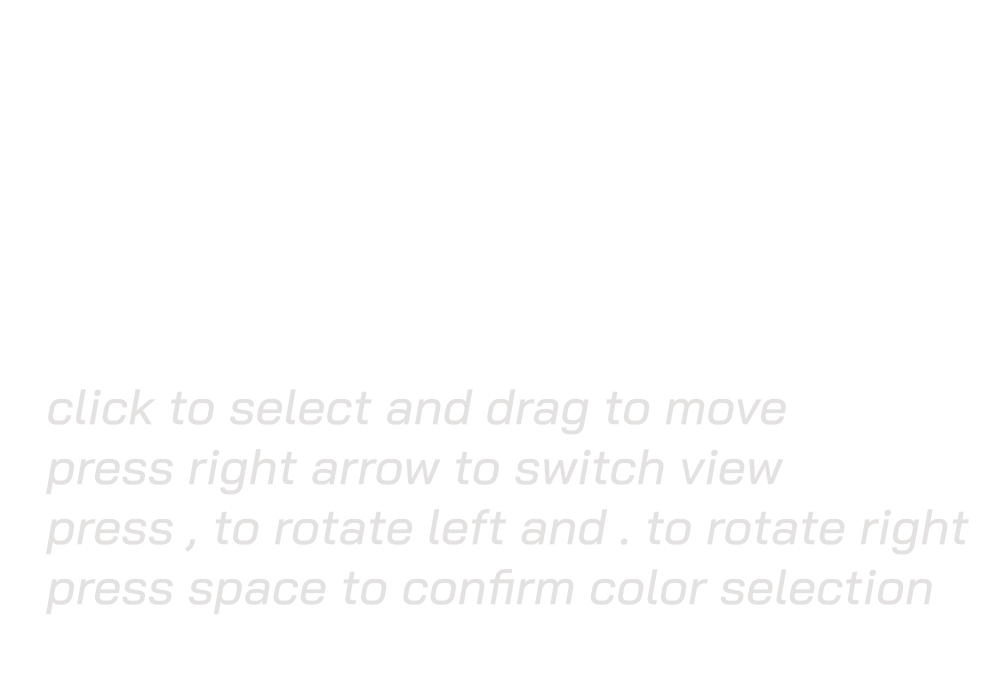 click to select and drag to move
press right arrow to switch view
press , to rotate left and . to rotate right
press space to confirm color selection